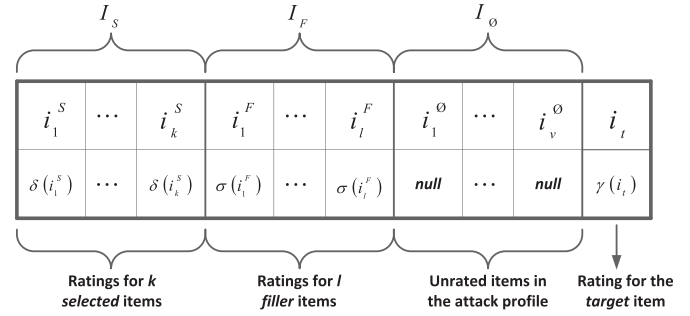 I_S I_F I_Ø
i_1^S ... i_k^S i_1^F ... i_l^F i_1^Ø ... i_v^Ø i_t
δ(i_1^S) ... δ(i_k^S) σ(i_1^F) ... σ(i_l^F) null ... null γ(i_t)
Ratings for k
selected items
Ratings for l
filler items
Unrated items in
the attack profile
Rating for the
target item